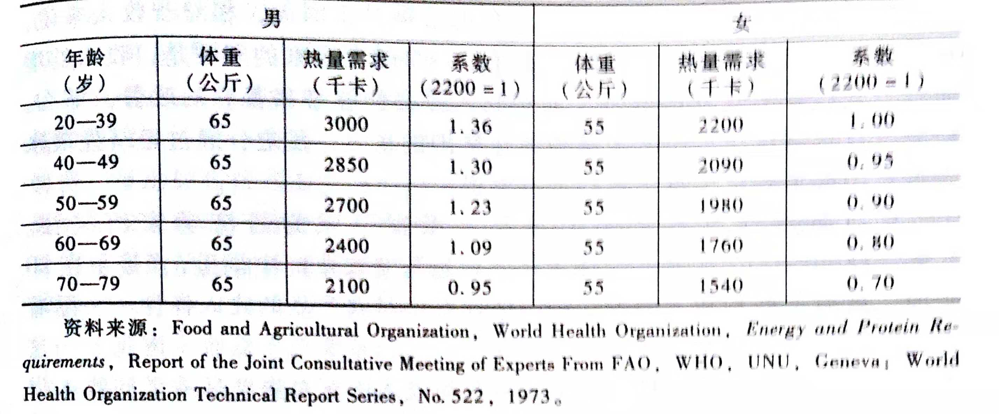 男 女
年龄 体重 热量需求 系数 体重 热量需求 系数
（岁） （公斤） （千卡） （2200 = 1） （公斤） （千卡） （2200 = 1）
20—39 65 3000 1.36 55 2200 1.00
40—49 65 2850 1.30 55 2090 0.95
50—59 65 2700 1.23 55 1980 0.90
60—69 65 2400 1.09 55 1760 0.80
70—79 65 2100 0.95 55 1540 0.70
资料来源：Food and Agricultural Organization, World Health Organization, Energy and Protein Re-
quirements, Report of the Joint Consultative Meeting of Experts From FAO, WHO, UNU, Geneva; World
Health Organization Technical Report Series, No. 522, 1973。